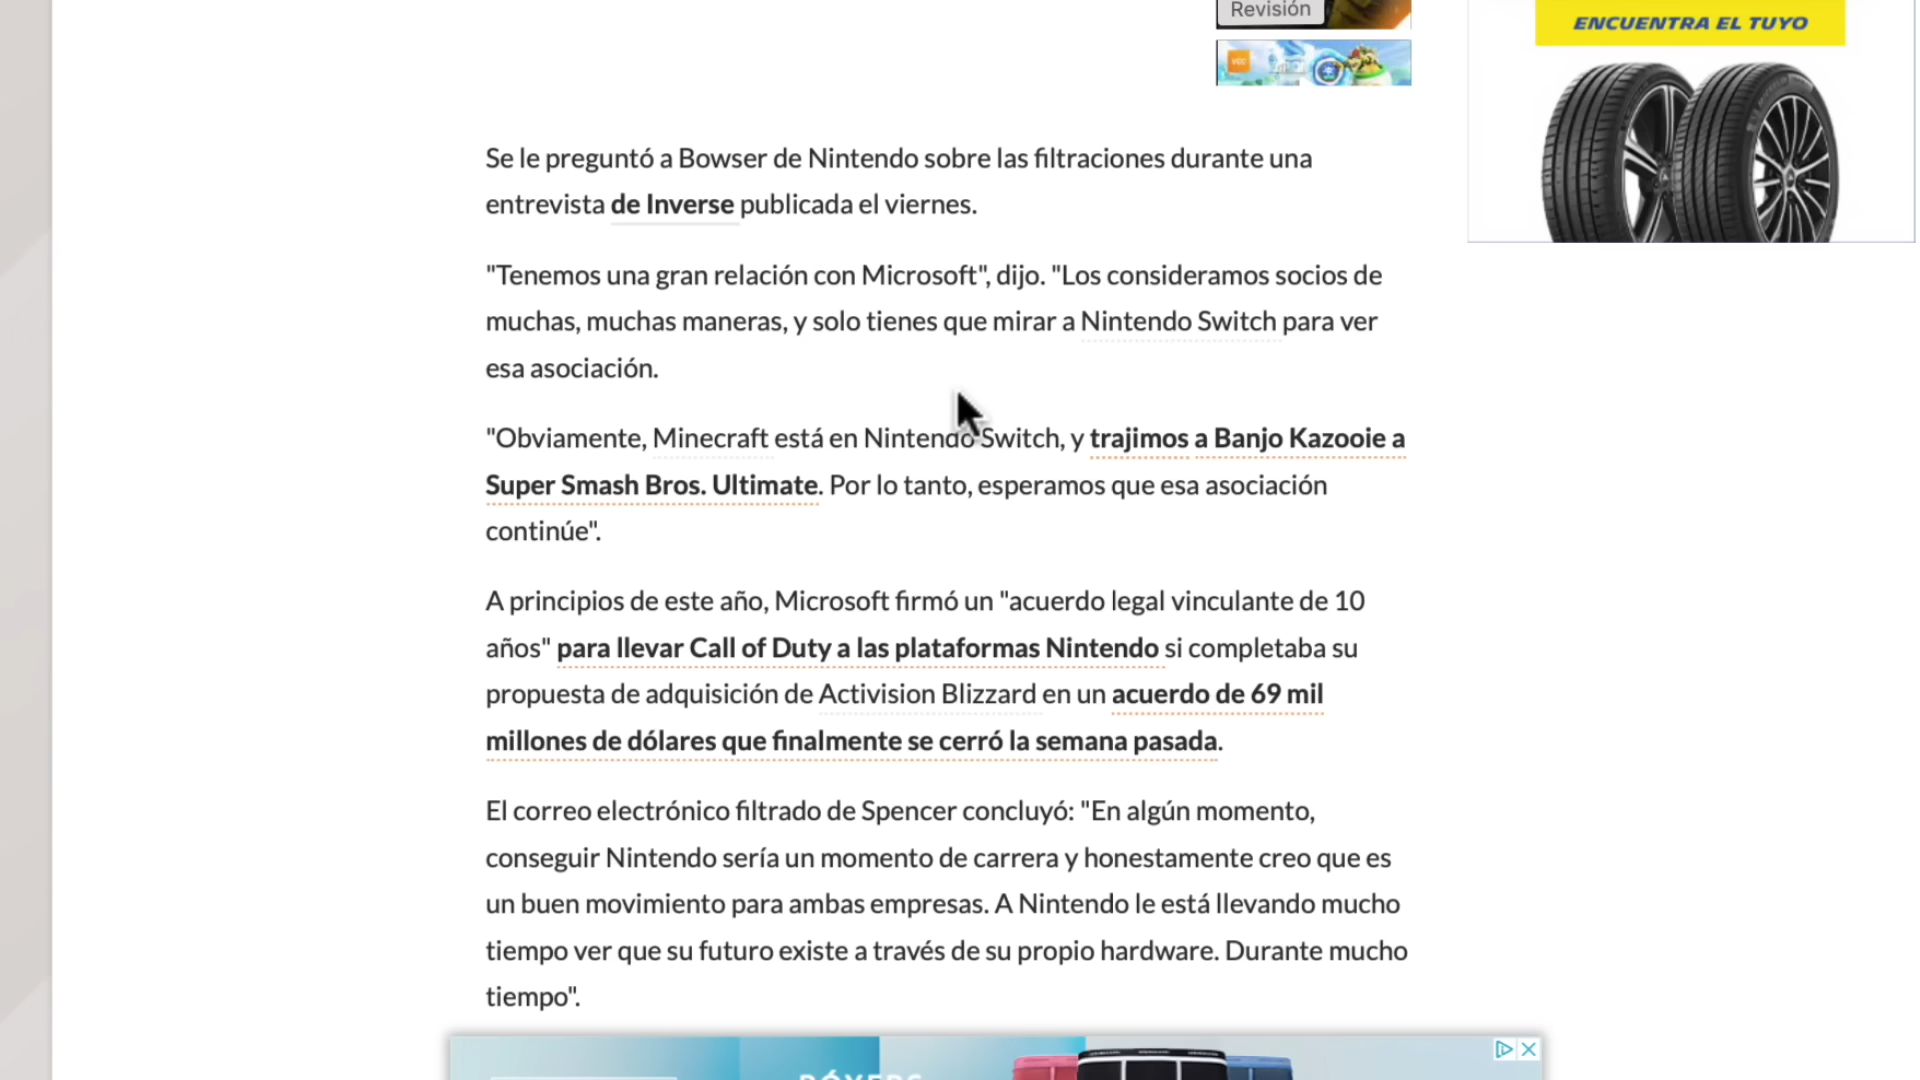 Revisión
ENCUENTRA EL TUYO
VGC
Se le preguntó a Bowser de Nintendo sobre las filtraciones durante una
entrevista de Inverse publicada el viernes.
"Tenemos una gran relación con Microsoft", dijo. "Los consideramos socios de
muchas, muchas maneras, y solo tienes que mirar a Nintendo Switch para ver
esa asociación.
"Obviamente, Minecraft está en Nintendo Switch, y trajimos a Banjo Kazooie a
Super Smash Bros. Ultimate. Por lo tanto, esperamos que esa asociación
continúe".
A principios de este año, Microsoft firmó un "acuerdo legal vinculante de 10
años" para llevar Call of Duty a las plataformas Nintendo si completaba su
propuesta de adquisición de Activision Blizzard en un acuerdo de 69 mil
millones de dólares que finalmente se cerró la semana pasada.
El correo electrónico filtrado de Spencer concluyó: "En algún momento,
conseguir Nintendo sería un momento de carrera y honestamente creo que es
un buen movimiento para ambas empresas. A Nintendo le está llevando mucho
tiempo ver que su futuro existe a través de su propio hardware. Durante mucho
tiempo".
BÓXERS